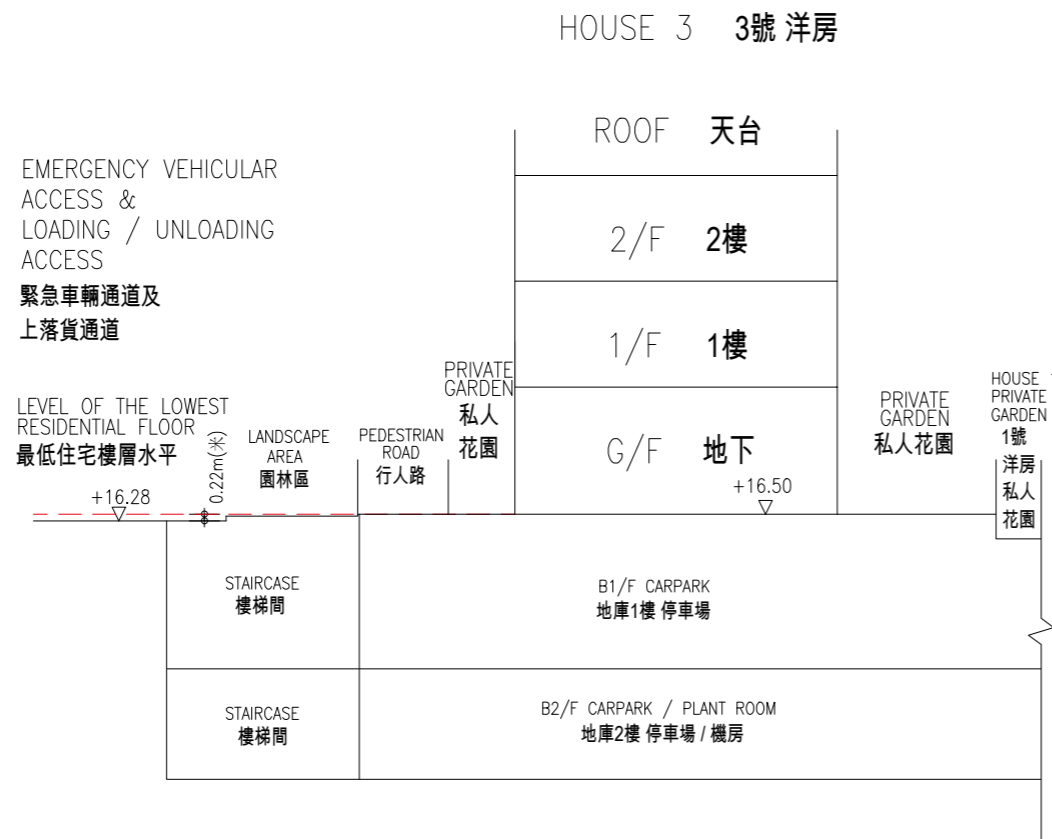 HOUSE 3 3號 洋房
ROOF 天台
EMERGENCY VEHICULAR
ACCESS &
LOADING / UNLOADING
ACCESS
緊急車輛通道及
上落貨通道
2/F 2樓
1/F 1樓
PRIVATE
GARDEN
私人
花園
LEVEL OF THE LOWEST
RESIDENTIAL FLOOR
最低住宅樓層水平
+16.28
0.22m(米)
LANDSCAPE
AREA
園林區
PEDESTRIAN
ROAD
行人路
G/F 地下
+16.50
PRIVATE
GARDEN
私人花園
HOUSE
PRIVATE
GARDEN
1號
洋房
私人
花園
STAIRCASE
樓梯間
B1/F CARPARK
地庫1樓 停車場
STAIRCASE
樓梯間
B2/F CARPARK / PLANT ROOM
地庫2樓 停車場 / 機房